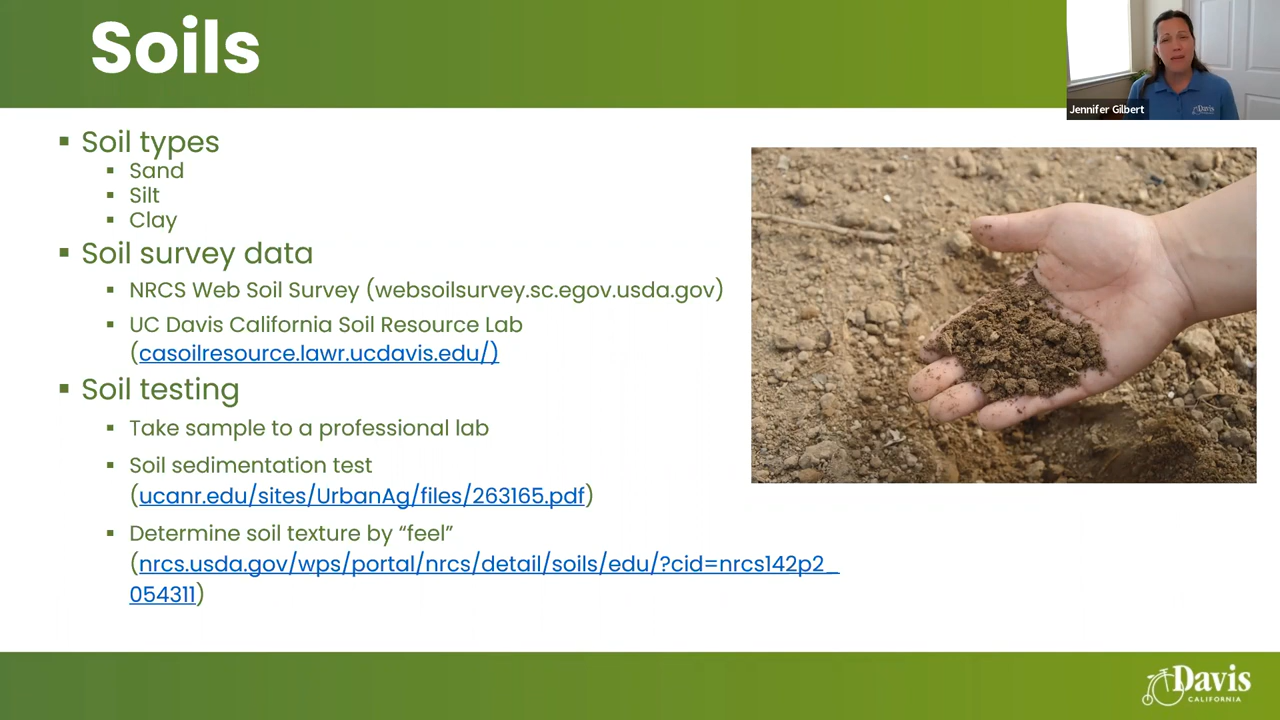 Soils
Jennifer Gilbert
Davis
▪ Soil types
▪ Sand
▪ Silt
▪ Clay
▪ Soil survey data
▪ NRCS Web Soil Survey (websoilsurvey.sc.egov.usda.gov)
▪ UC Davis California Soil Resource Lab
(casoilresource.lawr.ucdavis.edu/)
▪ Soil testing
▪ Take sample to a professional lab
▪ Soil sedimentation test
(ucanr.edu/sites/UrbanAg/files/263165.pdf)
▪ Determine soil texture by “feel”
(nrcs.usda.gov/wps/portal/nrcs/detail/soils/edu/?cid=nrcs142p2_
054311)
Davis
CALIFORNIA